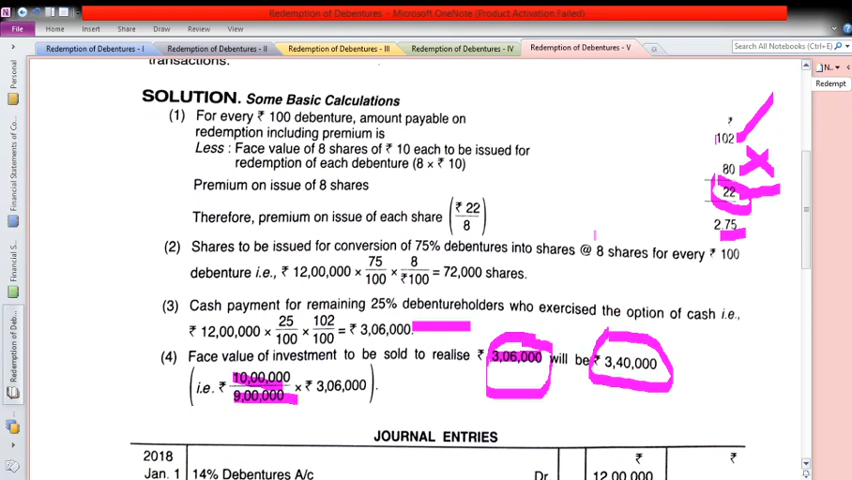 Redemption of Debentures - Microsoft OneNote (Product Activation Failed)
File Home Insert Share Draw Review View
Redemption of Debentures - I Redemption of Debentures - II Redemption of Debentures - III Redemption of Debentures - IV Redemption of Debentures - V Search All Notebooks (Ctrl+E)
Personal
Financial Statements of Co
Redemption of Deb
N..
Redempt
transactions.
SOLUTION. Some Basic Calculations
(1) For every ₹ 100 debenture, amount payable on
redemption including premium is 102
Less : Face value of 8 shares of ₹ 10 each to be issued for
redemption of each debenture (8 × ₹ 10) 80
Premium on issue of 8 shares 22
Therefore, premium on issue of each share (₹ 22 / 8) 2.75
(2) Shares to be issued for conversion of 75% debentures into shares @ 8 shares for every ₹ 100
debenture i.e., ₹ 12,00,000 × 75/100 × 8/₹100 = 72,000 shares.
(3) Cash payment for remaining 25% debentureholders who exercised the option of cash i.e.,
₹ 12,00,000 × 25/100 × 102/100 = ₹ 3,06,000.
(4) Face value of investment to be sold to realise ₹ 3,06,000 will be ₹ 3,40,000
(i.e. ₹ 10,00,000/9,00,000 × ₹ 3,06,000).
JOURNAL ENTRIES
2018 ₹ ₹
Jan. 1 14% Debentures A/c Dr. 12,00,000